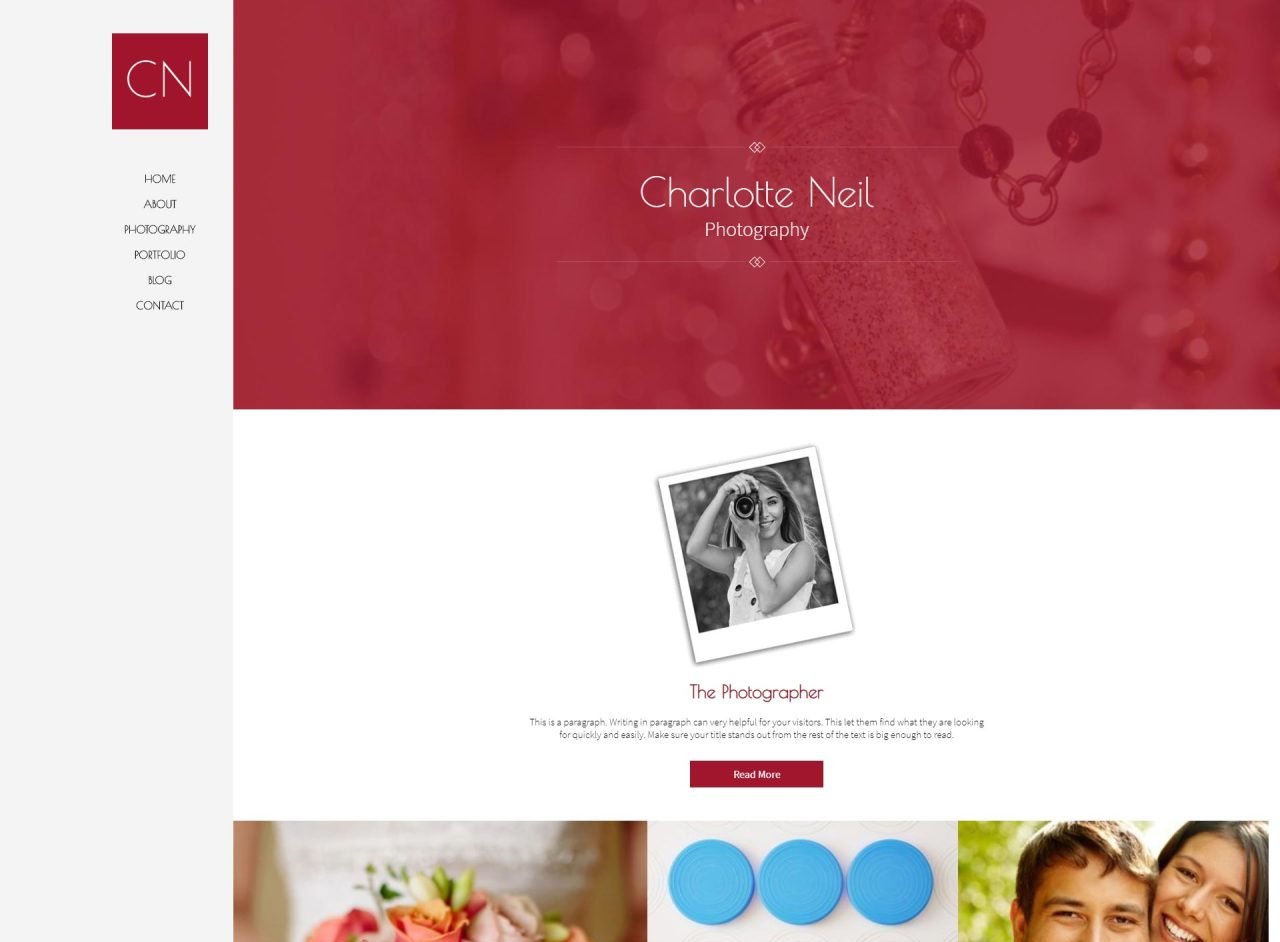 CN
HOME
ABOUT
PHOTOGRAPHY
PORTFOLIO
BLOG
CONTACT
Charlotte Neil
Photography
The Photographer
This is a paragraph. Writing in paragraph can very helpful for your visitors. This let them find what they are looking
for quickly and easily. Make sure your title stands out from the rest of the text is big enough to read.
Read More